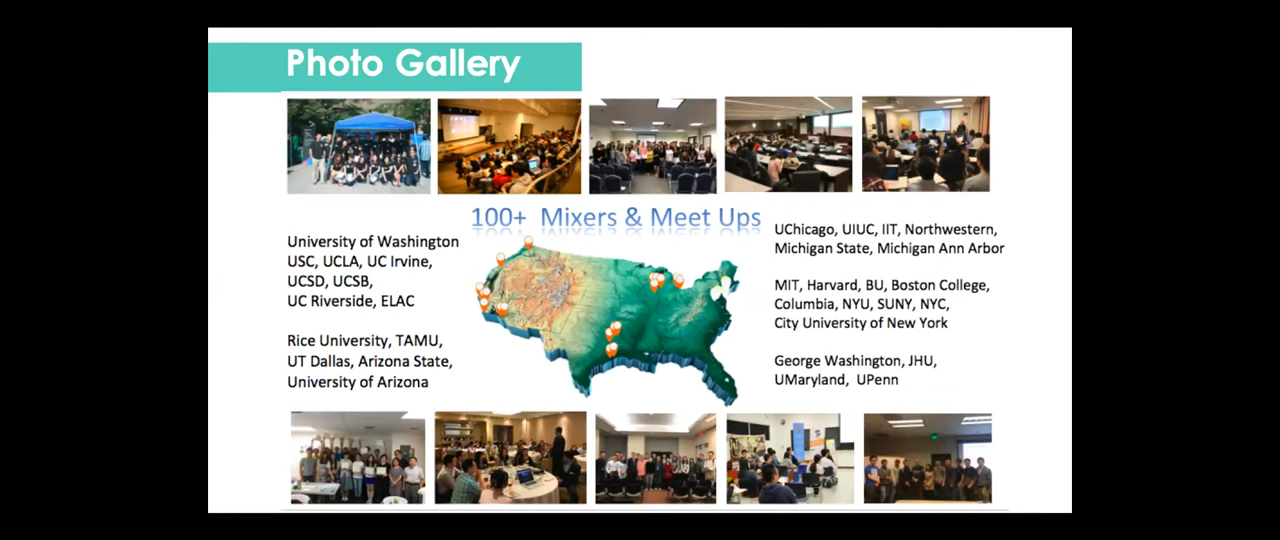 Photo Gallery
100+ Mixers & Meet Ups
University of Washington
USC, UCLA, UC Irvine,
UCSD, UCSB,
UC Riverside, ELAC
Rice University, TAMU,
UT Dallas, Arizona State,
University of Arizona
UChicago, UIUC, IIT, Northwestern,
Michigan State, Michigan Ann Arbor
MIT, Harvard, BU, Boston College,
Columbia, NYU, SUNY, NYC,
City University of New York
George Washington, JHU,
UMaryland, UPenn